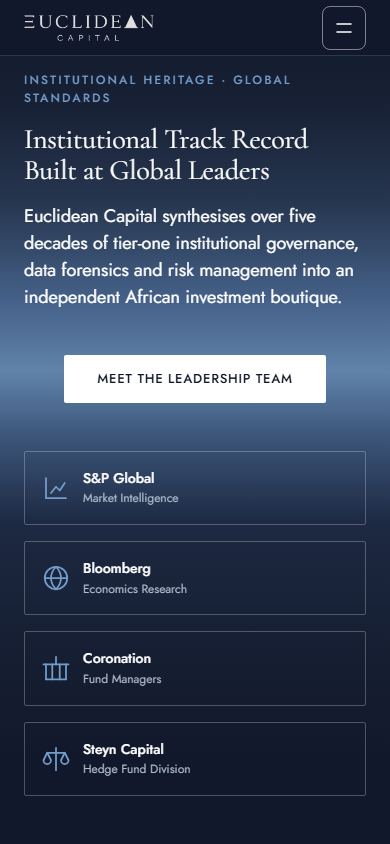 EUCLIDEAN
CAPITAL
INSTITUTIONAL HERITAGE · GLOBAL
STANDARDS
Institutional Track Record
Built at Global Leaders
Euclidean Capital synthesises over five
decades of tier-one institutional governance,
data forensics and risk management into an
independent African investment boutique.
MEET THE LEADERSHIP TEAM
S&P Global
Market Intelligence
Bloomberg
Economics Research
Coronation
Fund Managers
Steyn Capital
Hedge Fund Division